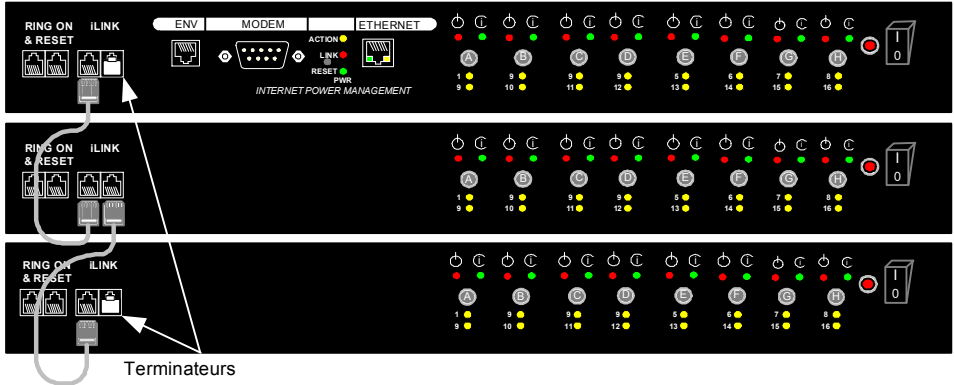 RING ON iLINK
& RESET
ENV MODEM ETHERNET
ACTION
LINK
RESET
PWR
INTERNET POWER MANAGEMENT
A B C D E F G H
1 9 9 9 5 6 7 8
9 10 11 12 13 14 15 16
I
0
RING ON iLINK
& RESET
A B C D E F G H
1 9 9 9 5 6 7 8
9 10 11 12 13 14 15 16
I
0
RING ON iLINK
& RESET
A B C D E F G H
1 9 9 9 5 6 7 8
9 10 11 12 13 14 15 16
I
0
Terminateurs